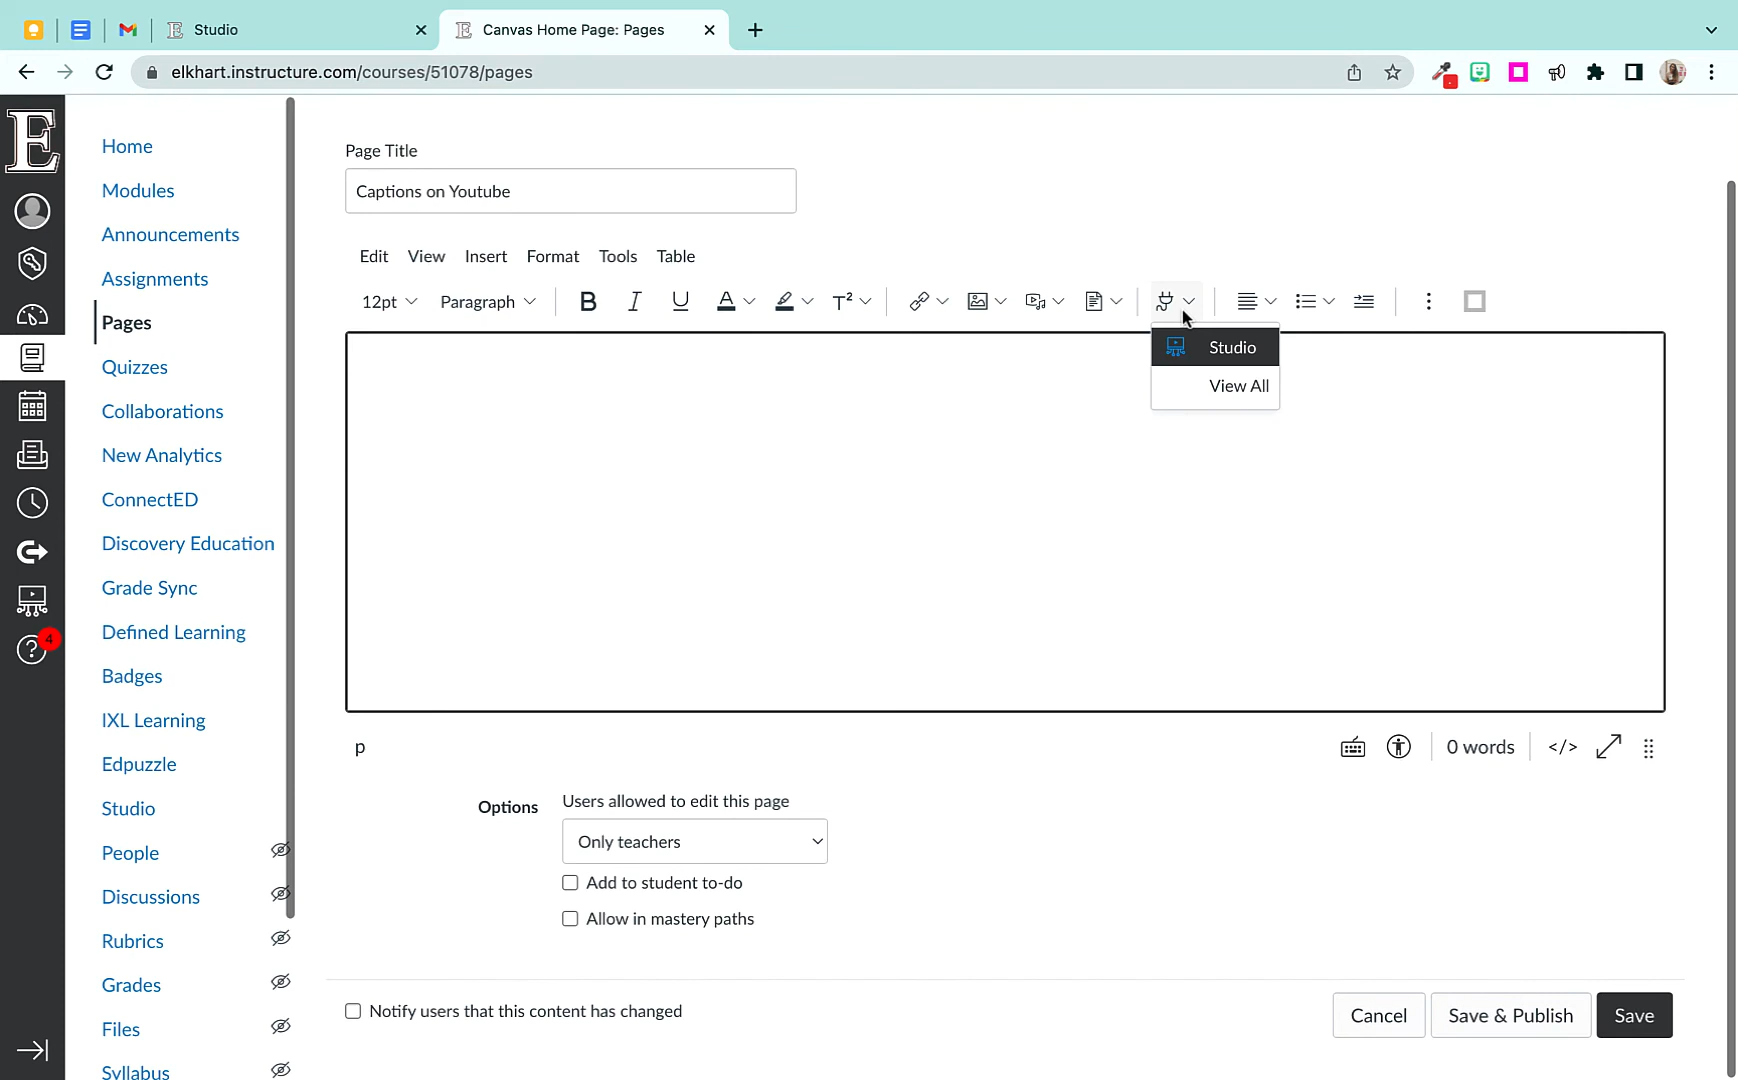 Studio
Canvas Home Page: Pages
elkhart.instructure.com/courses/51078/pages
E
Home
Modules
Announcements
Assignments
Pages
Quizzes
Collaborations
New Analytics
ConnectED
Discovery Education
Grade Sync
Defined Learning
4
Badges
IXL Learning
Edpuzzle
Studio
People
Discussions
Rubrics
Grades
Files
Syllabus
Page Title
Captions on Youtube
Edit View Insert Format Tools Table
12pt Paragraph B I U A T²
Studio
View All
p
0 words </>
Options
Users allowed to edit this page
Only teachers
Add to student to-do
Allow in mastery paths
Notify users that this content has changed
Cancel Save & Publish Save